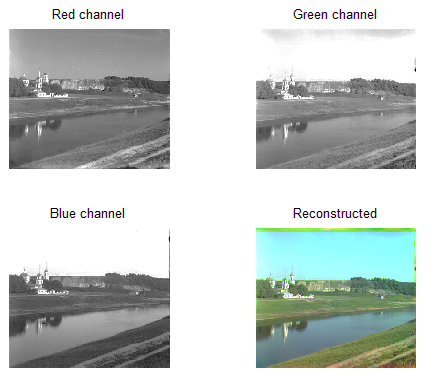 Red channel
Green channel
Blue channel
Reconstructed